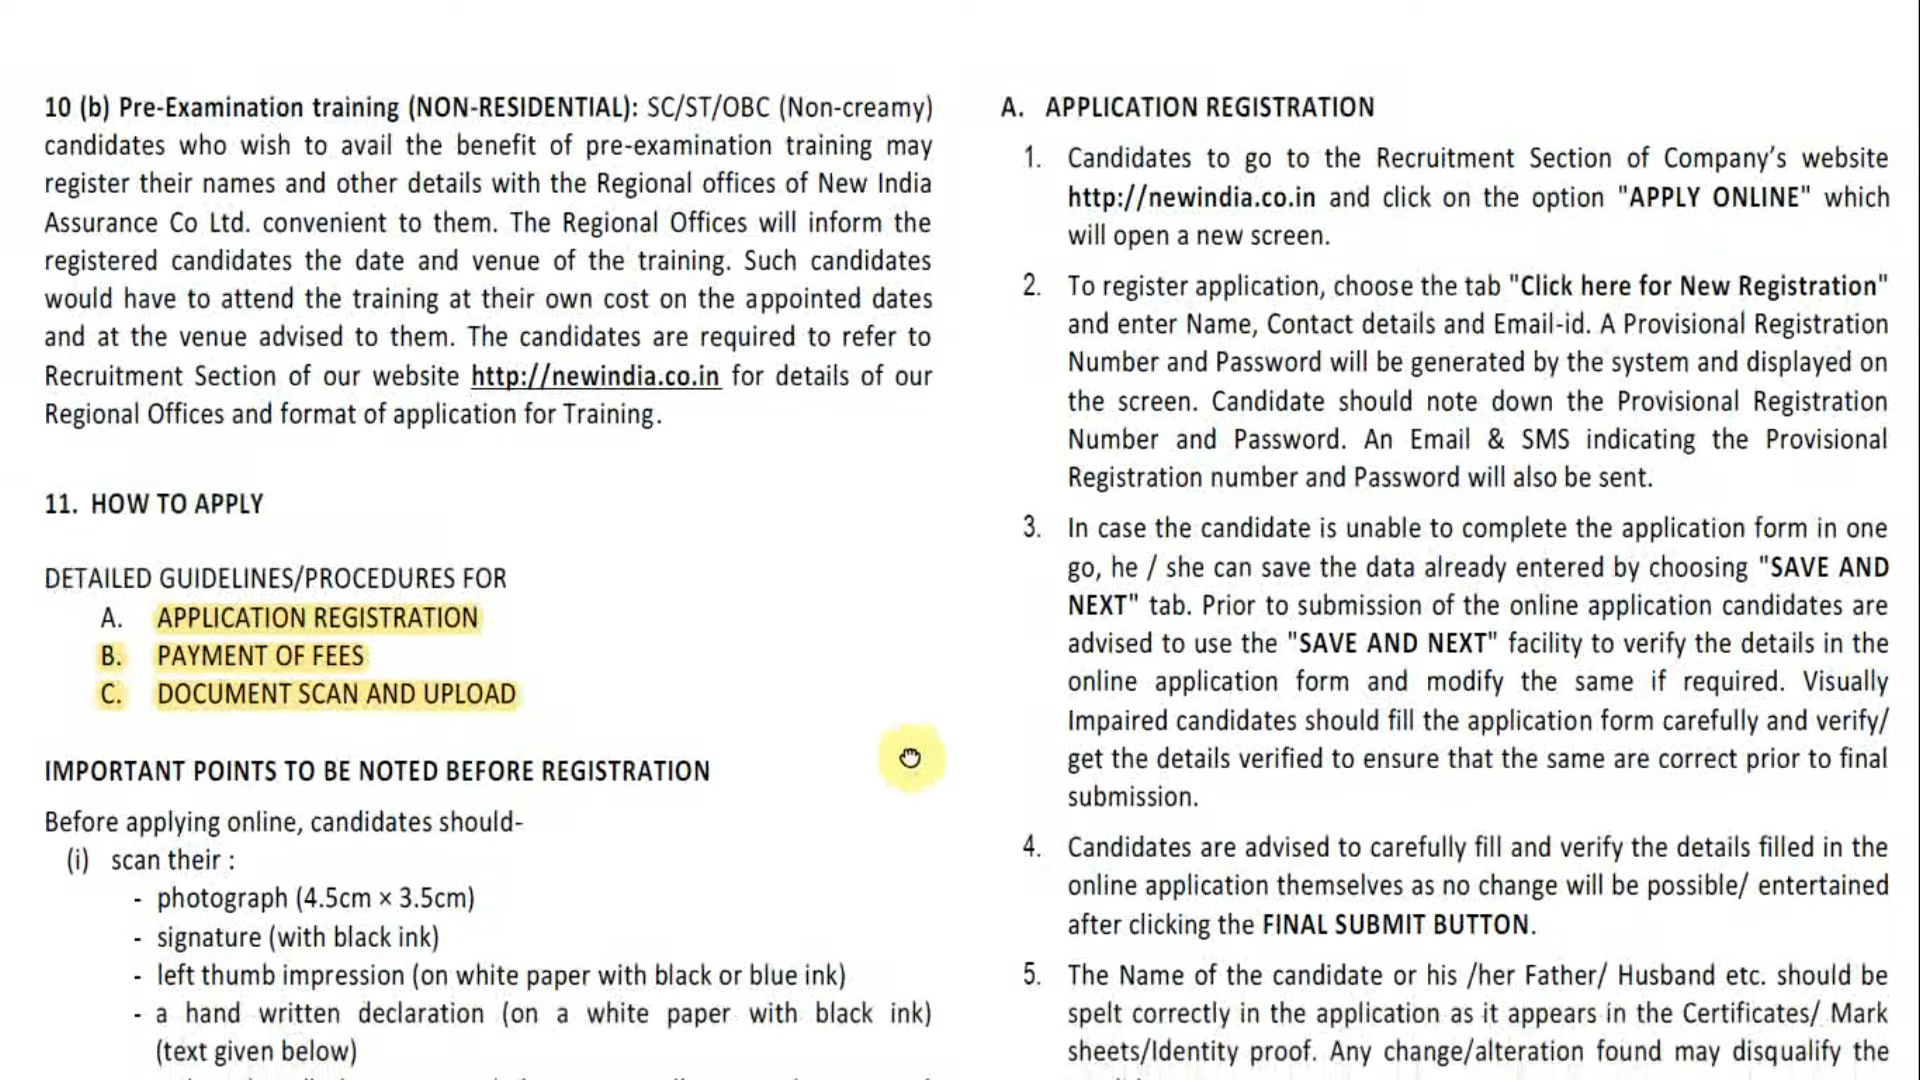 10 (b) Pre-Examination training (NON-RESIDENTIAL): SC/ST/OBC (Non-creamy)
candidates who wish to avail the benefit of pre-examination training may
register their names and other details with the Regional offices of New India
Assurance Co Ltd. convenient to them. The Regional Offices will inform the
registered candidates the date and venue of the training. Such candidates
would have to attend the training at their own cost on the appointed dates
and at the venue advised to them. The candidates are required to refer to
Recruitment Section of our website http://newindia.co.in for details of our
Regional Offices and format of application for Training.
11. HOW TO APPLY
DETAILED GUIDELINES/PROCEDURES FOR
A. APPLICATION REGISTRATION
B. PAYMENT OF FEES
C. DOCUMENT SCAN AND UPLOAD
IMPORTANT POINTS TO BE NOTED BEFORE REGISTRATION
Before applying online, candidates should-
(i) scan their :
- photograph (4.5cm × 3.5cm)
- signature (with black ink)
- left thumb impression (on white paper with black or blue ink)
- a hand written declaration (on a white paper with black ink)
(text given below)
A. APPLICATION REGISTRATION
1. Candidates to go to the Recruitment Section of Company's website
http://newindia.co.in and click on the option "APPLY ONLINE" which
will open a new screen.
2. To register application, choose the tab "Click here for New Registration"
and enter Name, Contact details and Email-id. A Provisional Registration
Number and Password will be generated by the system and displayed on
the screen. Candidate should note down the Provisional Registration
Number and Password. An Email & SMS indicating the Provisional
Registration number and Password will also be sent.
3. In case the candidate is unable to complete the application form in one
go, he / she can save the data already entered by choosing "SAVE AND
NEXT" tab. Prior to submission of the online application candidates are
advised to use the "SAVE AND NEXT" facility to verify the details in the
online application form and modify the same if required. Visually
Impaired candidates should fill the application form carefully and verify/
get the details verified to ensure that the same are correct prior to final
submission.
4. Candidates are advised to carefully fill and verify the details filled in the
online application themselves as no change will be possible/ entertained
after clicking the FINAL SUBMIT BUTTON.
5. The Name of the candidate or his /her Father/ Husband etc. should be
spelt correctly in the application as it appears in the Certificates/ Mark
sheets/Identity proof. Any change/alteration found may disqualify the